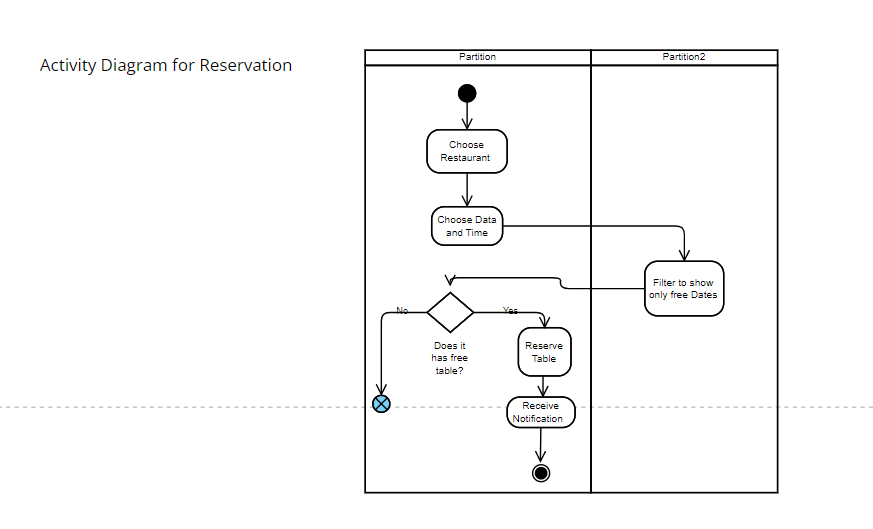 Activity Diagram for Reservation
Partition
Partition2
Choose
Restaurant
Choose Data
and Time
Filter to show
only free Dates
No
Yes
Does it
has free
table?
Reserve
Table
Receive
Notification